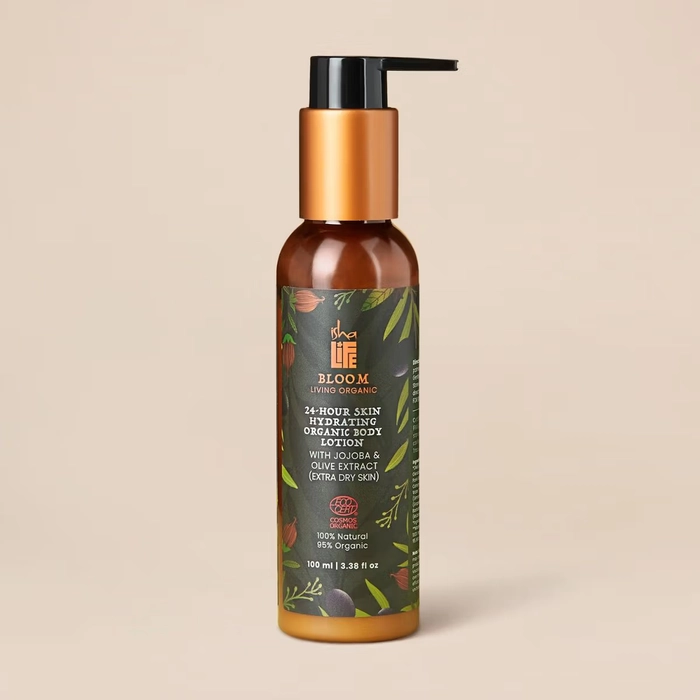 isha
LiFE
BLOOM
LIVING ORGANIC
24-HOUR SKIN
HYDRATING
ORGANIC BODY
LOTION
WITH JOJOBA &
OLIVE EXTRACT
(EXTRA DRY SKIN)
ECO
CERT
COSMOS
ORGANIC
100% Natural
95% Organic
100 ml | 3.38 fl oz